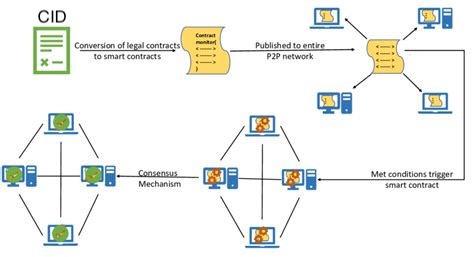 CID
Conversion of legal contracts
to smart contracts
Contract
monitor{
< ----- >
< ----- >
< ----- >
}
Published to entire
P2P network
< ----- >
< ----- >
< ----- >
Met conditions trigger
smart contract
Consensus
Mechanism